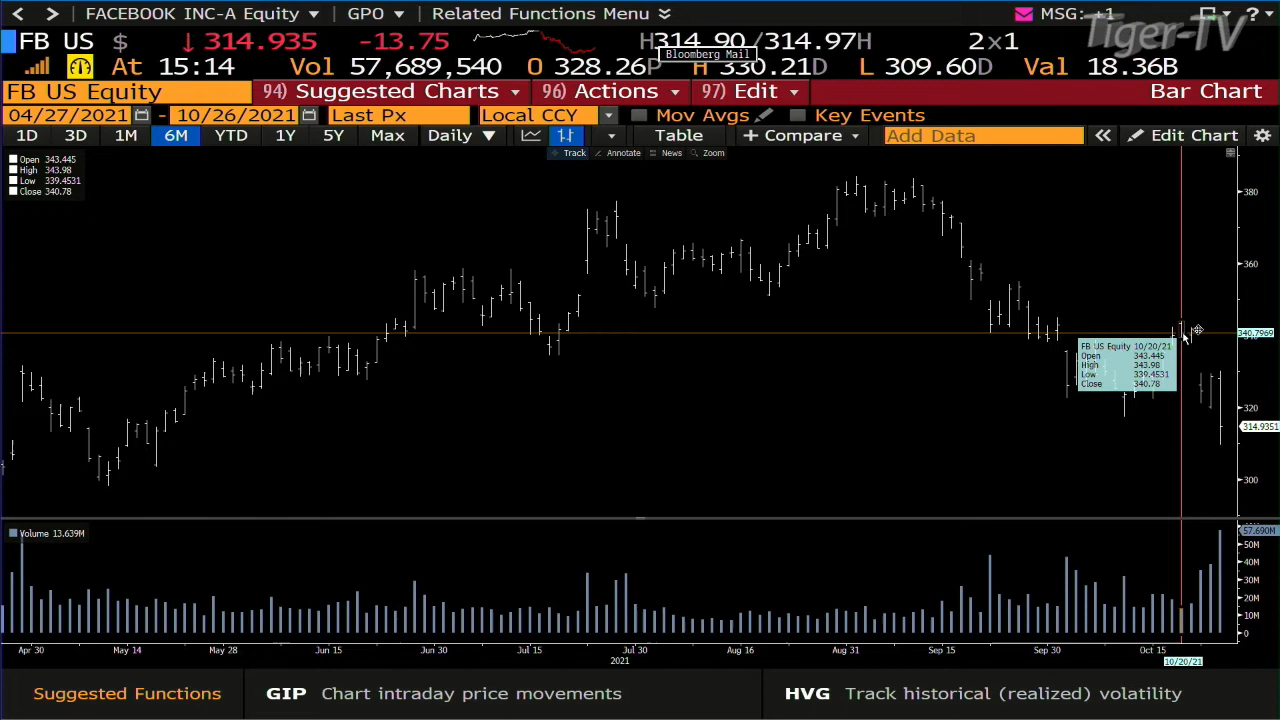 < > FACEBOOK INC-A Equity GPO Related Functions Menu MSG: +1 ?
Tiger-TV
FB US $ ↓ 314.935 -13.75 H314.90/314.97H 2×1
Bloomberg Mail
At 15:14 Vol 57,689,540 O 328.26P H 330.21D L 309.60D Val 18.36B
FB US Equity 94) Suggested Charts 96) Actions 97) Edit Bar Chart
04/27/2021 - 10/26/2021 Last Px Local CCY Mov Avgs Key Events
1D 3D 1M 6M YTD 1Y 5Y Max Daily ▼ Table + Compare Add Data « Edit Chart
Track Annotate News Zoom
Open 343.445
High 343.98
Low 339.4531
Close 340.78
380
360
340.7969
FB US Equity 10/20/21
Open 343.445
High 343.98
Low 339.4531
Close 340.78
320
314.9351
300
Volume 13.639M
57.690M
50M
40M
30M
20M
10M
0
Apr 30 May 14 May 28 Jun 15 Jun 30 Jul 15 Jul 30 Aug 16 Aug 31 Sep 15 Sep 30 Oct 15
2021 10/20/21
Suggested Functions GIP Chart intraday price movements HVG Track historical (realized) volatility